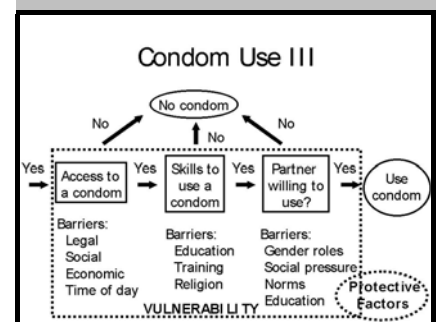 Condom Use III
No condom
No
No
No
Yes
Access to
a condom
Yes
Skills to
use a
condom
Yes
Partner
willing to
use?
Yes
Use
condom
Barriers:
Legal
Social
Economic
Time of day
Barriers:
Education
Training
Religion
Barriers:
Gender roles
Social pressure
Norms
Education
VULNERABILITY
Protective
Factors